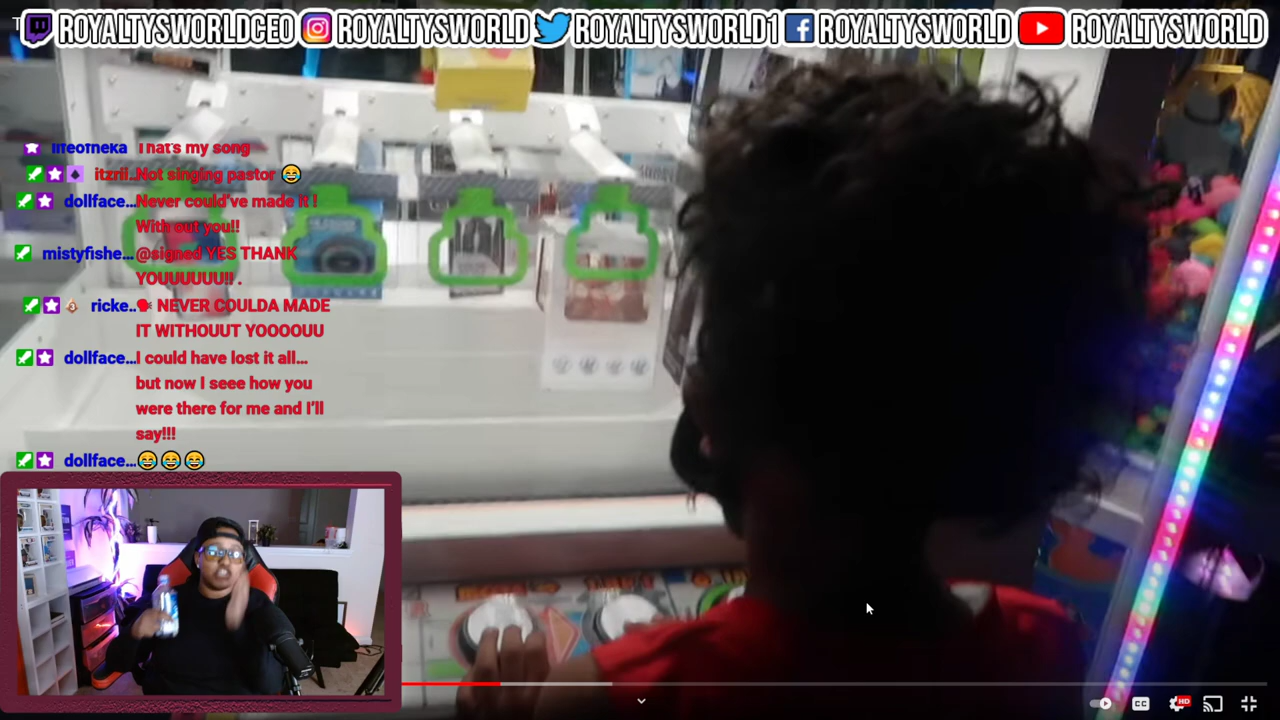 ROYALTYSWORLDCEO ROYALTYSWORLD ROYALTYSWORLD1 ROYALTYSWORLD ROYALTYSWORLD
lifeofneka That's my song
itzrii.. Not singing pastor 😂
dollface... Never could've made it !
With out you!!
mistyfishe... @signed YES THANK
YOUUUUUU!! .
ricke.. 🗣 NEVER COULDA MADE
IT WITHOUUT YOOOOUU
dollface... I could have lost it all...
but now I seee how you
were there for me and I'll
say!!!
dollface... 😂 😂 😂
CC HD